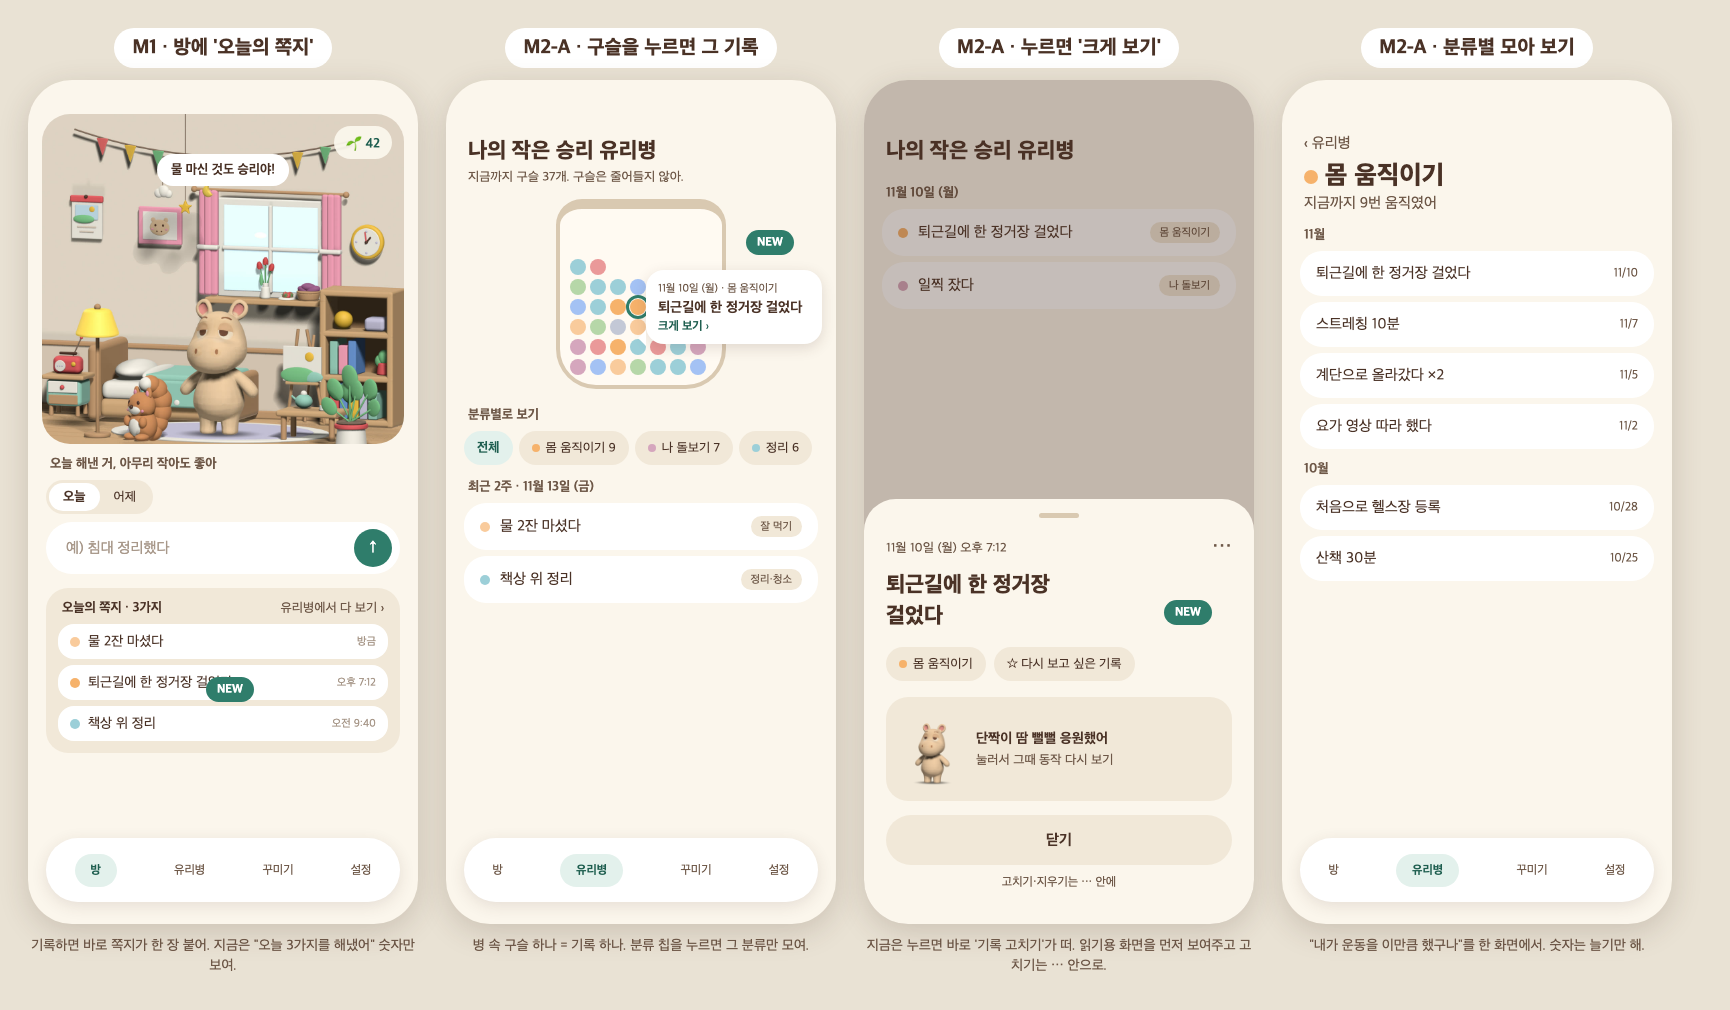 M1 · 방에 '오늘의 쪽지'
🌱 42
물 마신 것도 승리야!
오늘 해낸 거, 아무리 작아도 좋아
오늘 어제
예) 침대 정리했다
↑
오늘의 쪽지 · 3가지 유리병에서 다 보기 ›
물 2잔 마셨다 방금
퇴근길에 한 정거장 오후 7:12
NEW
책상 위 정리 오전 9:40
방 유리병 꾸미기 설정
기록하면 바로 쪽지가 한 장 붙어. 지금은 "오늘 3가지를 해냈어" 숫자만
보여.
M2-A · 구슬을 누르면 그 기록
나의 작은 승리 유리병
지금까지 구슬 37개. 구슬은 줄어들지 않아.
NEW
11월 10일 (월) · 몸 움직이기
퇴근길에 한 정거장 걸었다
크게 보기 ›
분류별로 보기
전체 몸 움직이기 9 나 돌보기 7 정리 6
최근 2주 · 11월 13일 (금)
물 2잔 마셨다 잘 먹기
책상 위 정리 정리·청소
방 유리병 꾸미기 설정
병 속 구슬 하나 = 기록 하나. 분류 칩을 누르면 그 분류만 모여.
M2-A · 누르면 '크게 보기'
나의 작은 승리 유리병
11월 10일 (월)
퇴근길에 한 정거장 걸었다 몸 움직이기
일찍 잤다 나 돌보기
11월 10일 (월) 오후 7:12 ···
퇴근길에 한 정거장
걸었다
NEW
몸 움직이기 ☆ 다시 보고 싶은 기록
단짝이 땀 뻘뻘 응원했어
눌러서 그때 동작 다시 보기
닫기
고치기·지우기는 ··· 안에
지금은 누르면 바로 '기록 고치기'가 떠. 읽기용 화면을 먼저 보여주고 고
치기는 ··· 안으로.
M2-A · 분류별 모아 보기
‹ 유리병
몸 움직이기
지금까지 9번 움직였어
11월
퇴근길에 한 정거장 걸었다 11/10
스트레칭 10분 11/7
계단으로 올라갔다 ×2 11/5
요가 영상 따라 했다 11/2
10월
처음으로 헬스장 등록 10/28
산책 30분 10/25
방 유리병 꾸미기 설정
"내가 운동을 이만큼 했구나"를 한 화면에서. 숫자는 늘기만 해.